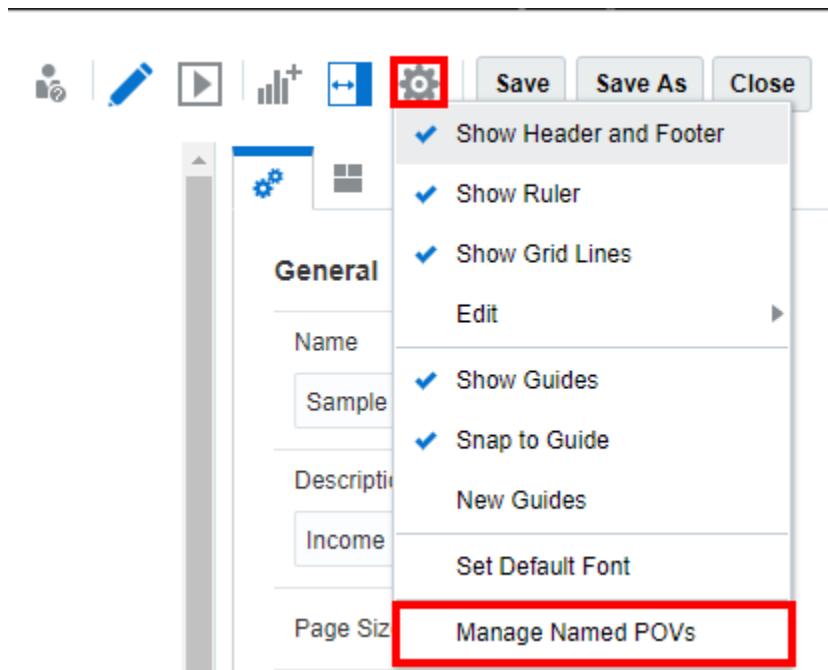 Save Save As Close
Show Header and Footer
Show Ruler
General
Show Grid Lines
Name
Edit
Sample
Show Guides
Snap to Guide
Descriptio
New Guides
Income
Set Default Font
Page Siz
Manage Named POVs